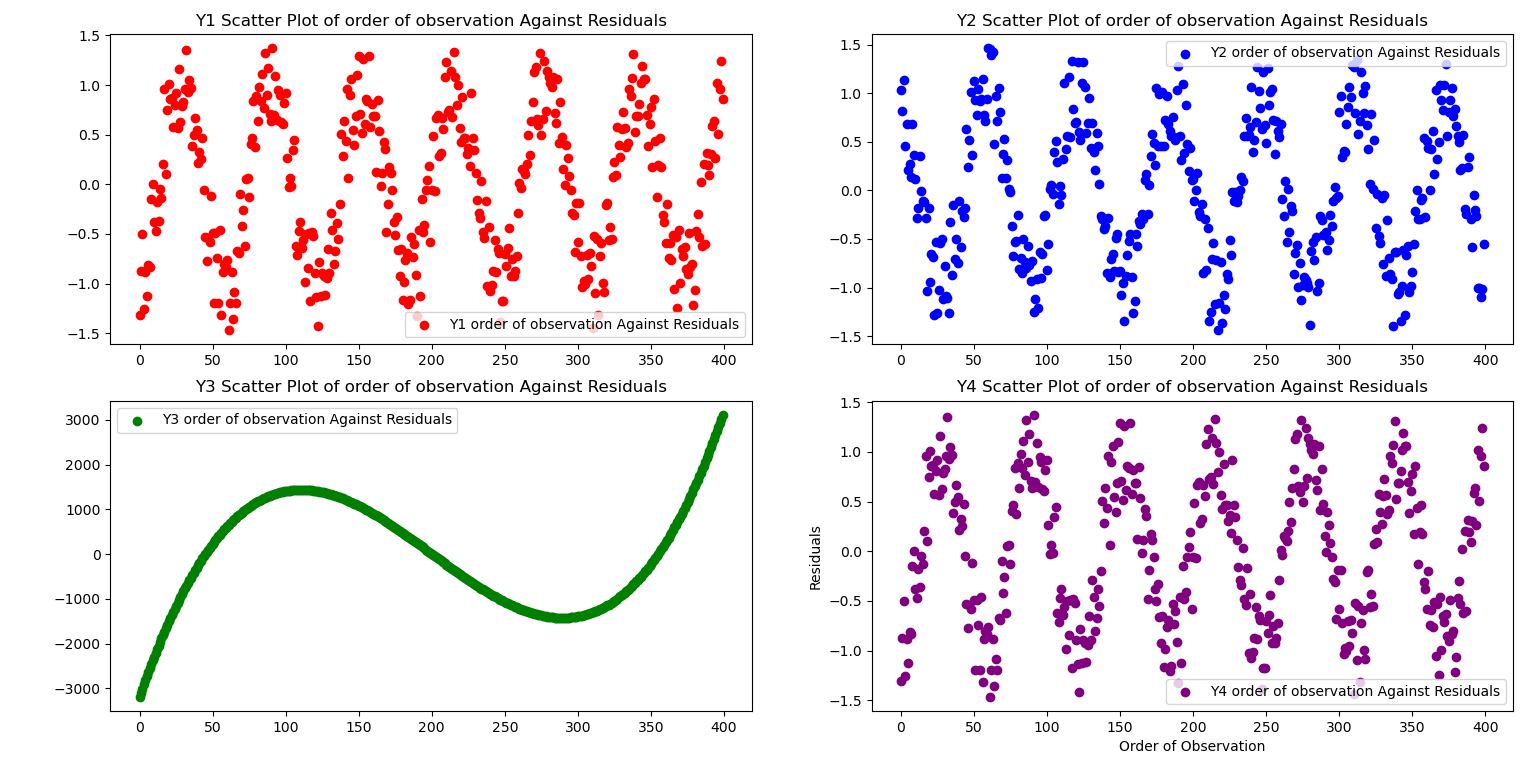 Y1 Scatter Plot of order of observation Against Residuals
1.5
1.0
0.5
0.0
−0.5
−1.0
−1.5
Y1 order of observation Against Residuals
0 50 100 150 200 250 300 350 400
Y2 Scatter Plot of order of observation Against Residuals
1.5
1.0
0.5
0.0
−0.5
−1.0
−1.5
Y2 order of observation Against Residuals
0 50 100 150 200 250 300 350 400
Y3 Scatter Plot of order of observation Against Residuals
Y3 order of observation Against Residuals
3000
2000
1000
0
−1000
−2000
−3000
0 50 100 150 200 250 300 350 400
Y4 Scatter Plot of order of observation Against Residuals
Residuals
1.5
1.0
0.5
0.0
−0.5
−1.0
−1.5
Y4 order of observation Against Residuals
0 50 100 150 200 250 300 350 400
Order of Observation